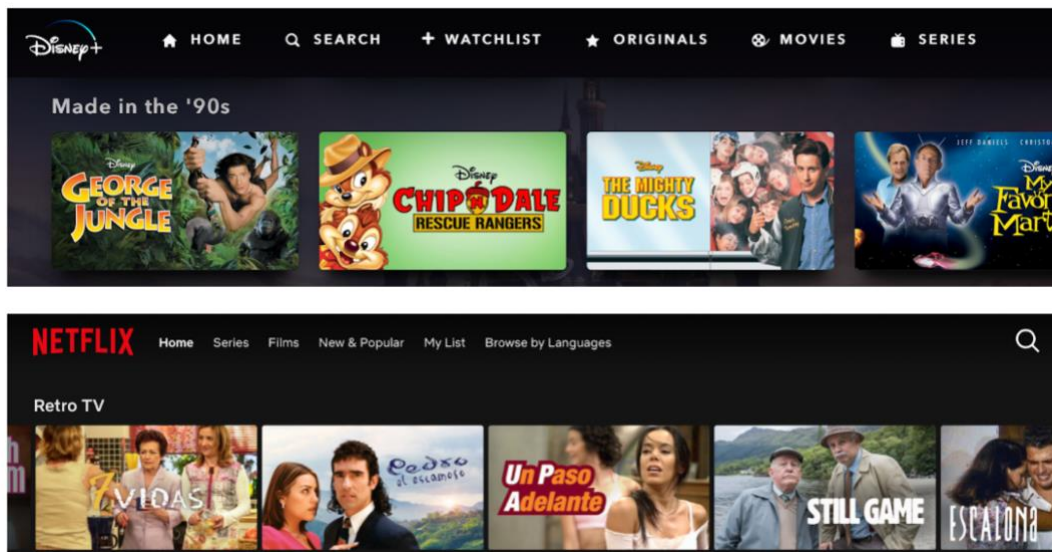 Disney+ HOME SEARCH + WATCHLIST ORIGINALS MOVIES SERIES
Made in the '90s
Disney
GEORGE
OF THE
JUNGLE
Disney
CHIP DALE
RESCUE RANGERS
Disney
THE MIGHTY
DUCKS
JEFF DANIELS
Disney
My
NETFLIX Home Series Films New & Popular My List Browse by Languages
Retro TV
7 VIDAS
Pedro
el escamoso
Un Paso
Adelante
STILL GAME
ESCALONA